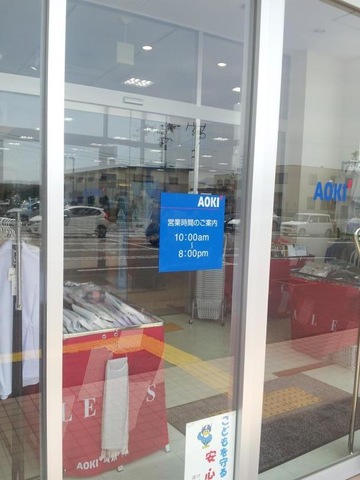 AOKI
営業時間のご案内
10:00am
8:00pm
AOKI
AOKI
こどもを守る
安心